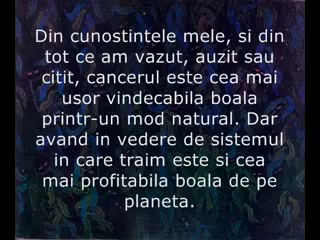 Din cunostintele mele, si din
tot ce am vazut, auzit sau
citit, cancerul este cea mai
usor vindecabila boala
printr-un mod natural. Dar
avand in vedere de sistemul
in care traim este si cea
mai profitabila boala de pe
planeta.